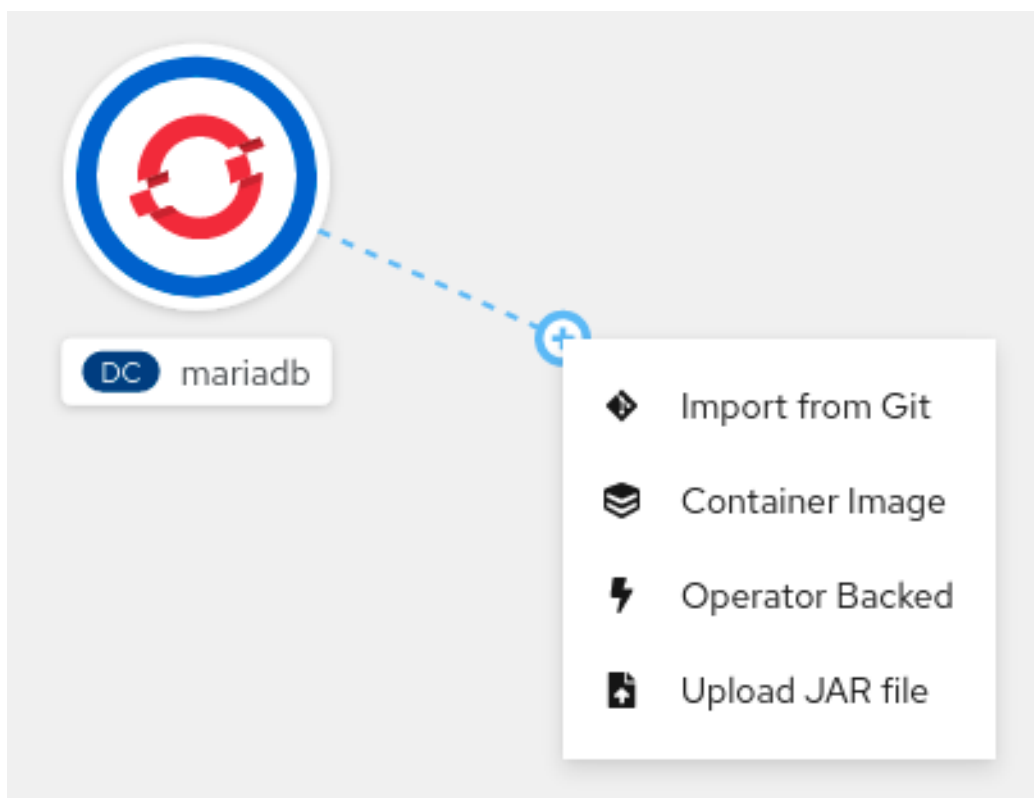 DC mariadb
Import from Git
Container Image
Operator Backed
Upload JAR file